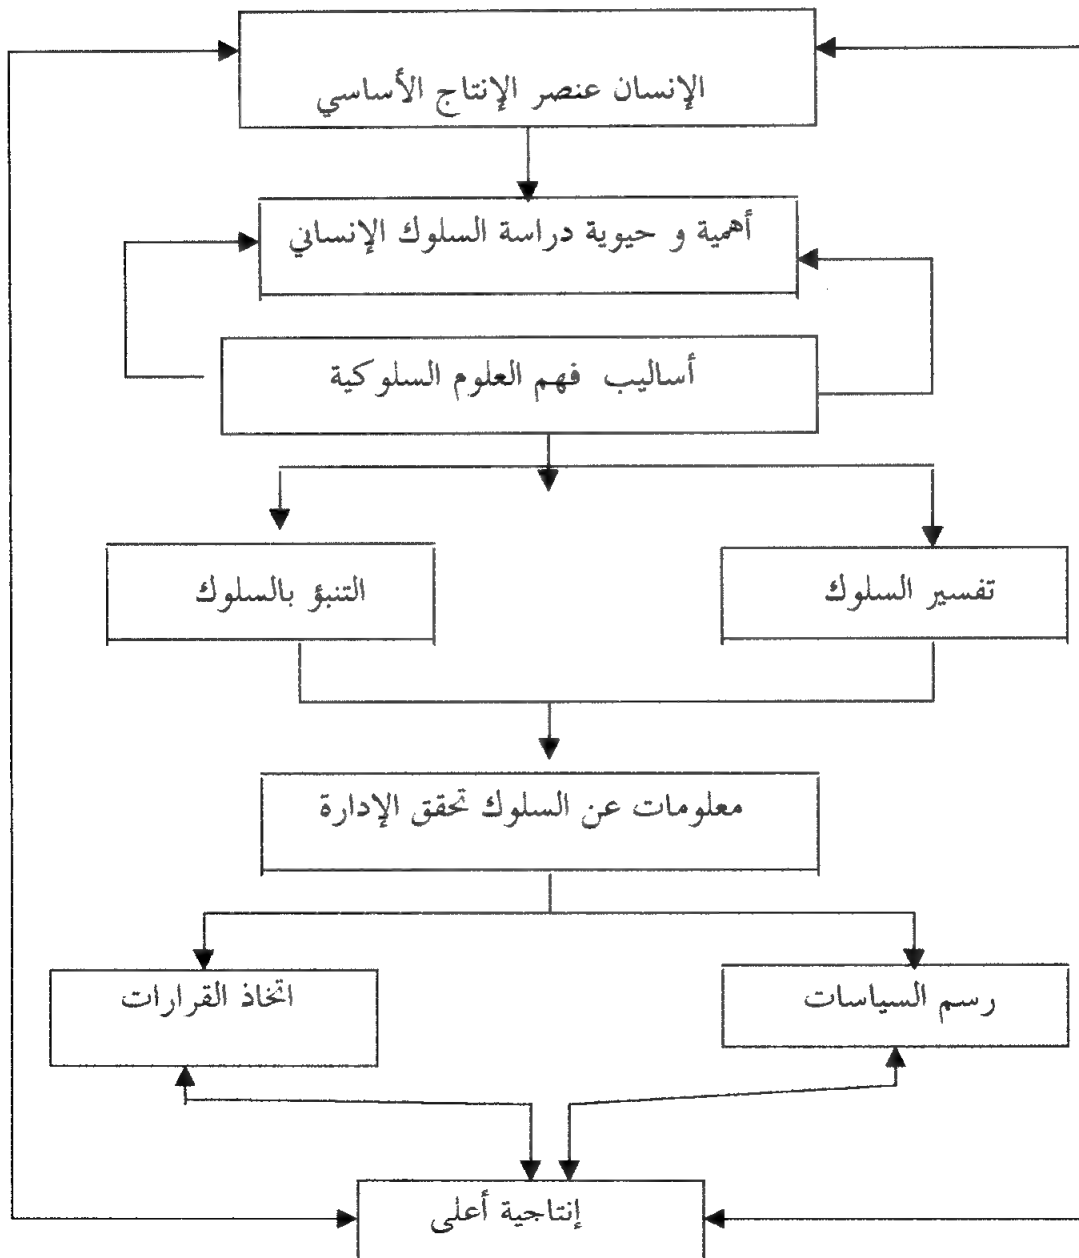 الإنسان عنصر الإنتاج الأساسي
أهمية و حيوية دراسة السلوك الإنساني
أساليب فهم العلوم السلوكية
تفسير السلوك
التنبؤ بالسلوك
معلومات عن السلوك تحقق الإدارة
رسم السياسات
اتخاذ القرارات
إنتاجية أعلى